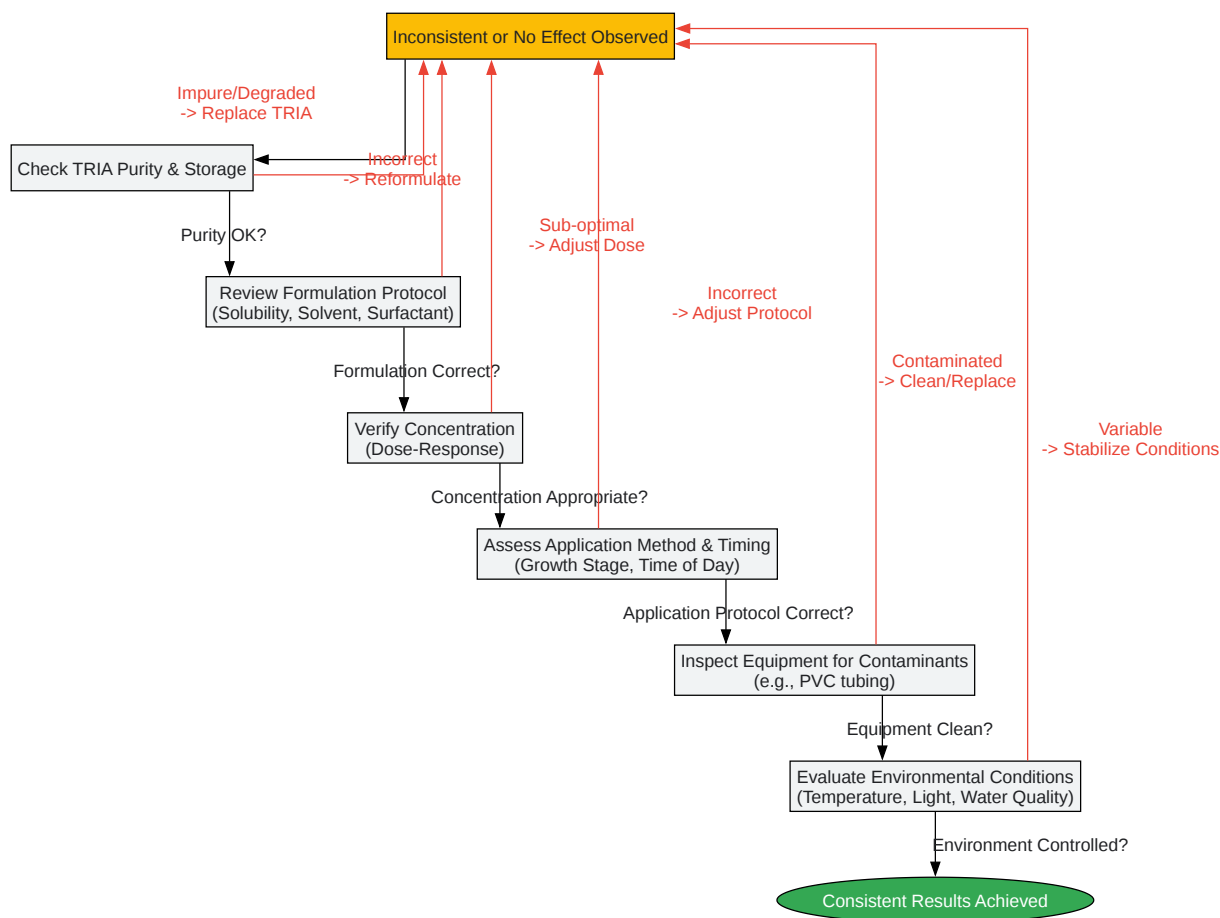 Inconsistent or No Effect Observed
Impure/Degraded
-> Replace TRIA
Check TRIA Purity & Storage
Incorrect
-> Reformulate
Purity OK?
Sub-optimal
-> Adjust Dose
Review Formulation Protocol
(Solubility, Solvent, Surfactant)
Incorrect
-> Adjust Protocol
Formulation Correct?
Contaminated
-> Clean/Replace
Verify Concentration
(Dose-Response)
Variable
-> Stabilize Conditions
Concentration Appropriate?
Assess Application Method & Timing
(Growth Stage, Time of Day)
Application Protocol Correct?
Inspect Equipment for Contaminants
(e.g., PVC tubing)
Equipment Clean?
Evaluate Environmental Conditions
(Temperature, Light, Water Quality)
Environment Controlled?
Consistent Results Achieved